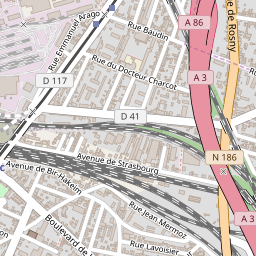 A 86
Rue Baudin
de Rosny
Rue Emmanuel Arago
Rue du Docteur Charcot
D 117
A 3
D 41
N 186
Avenue de Strasbourg
Avenue de Bir-Hakeim
Rue Jean Mermoz
A 3
Boulevard de
Rue Lavoisier